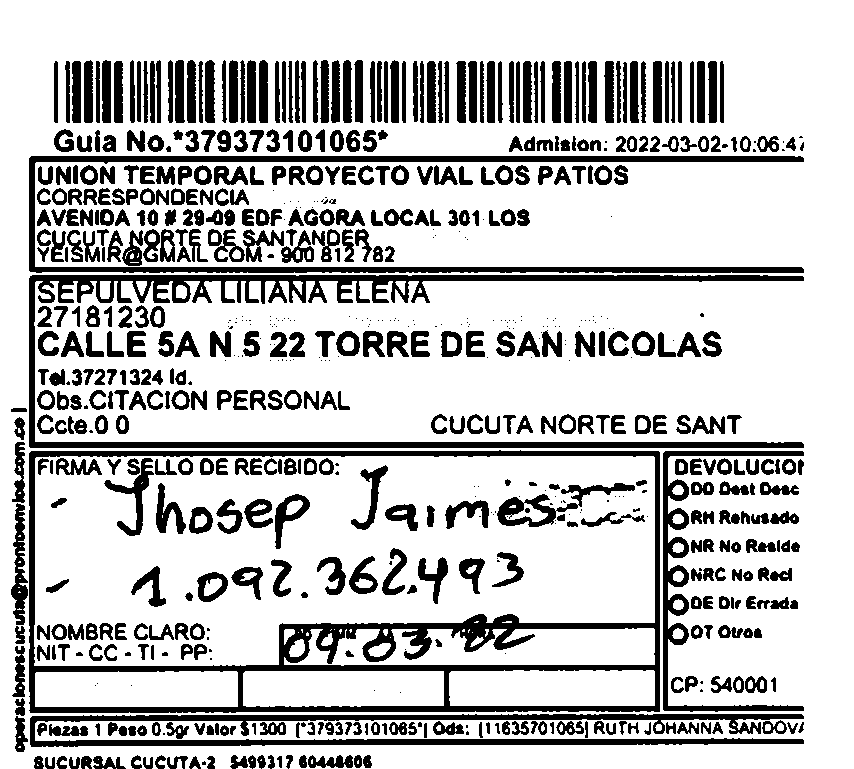 Guia No.*379373101065*
Admision: 2022-03-02-10:06:47
UNION TEMPORAL PROYECTO VIAL LOS PATIOS
CORRESPONDENCIA
AVENIDA 10 # 29-09 EDF AGORA LOCAL 301 LOS
CUCUTA NORTE DE SANTANDER
YEISMIR@GMAIL COM - 900 812 782
SEPULVEDA LILIANA ELENA
27181230
CALLE 5A N 5 22 TORRE DE SAN NICOLAS
Tel.37271324 Id.
Obs.CITACION PERSONAL
Ccte.0 0 CUCUTA NORTE DE SANT
FIRMA Y SELLO DE RECIBIDO:
- Jhosep Jaimes
- 1.092.362.493
NOMBRE CLARO:
NIT - CC - TI - PP:
04.03.22
DEVOLUCION
DD Dest Desc
RH Rehusado
NR No Reside
NRC No Recl
DE Dir Errada
OT Otros
CP: 540001
Piezas 1 Peso 0.5gr Valor $1300 [*379373101065*] Ods: [11635701065] RUTH JOHANNA SANDOVA
SUCURSAL CUCUTA-2 5499317 60448606
operacionescucuta@prontoenvios.com.co |